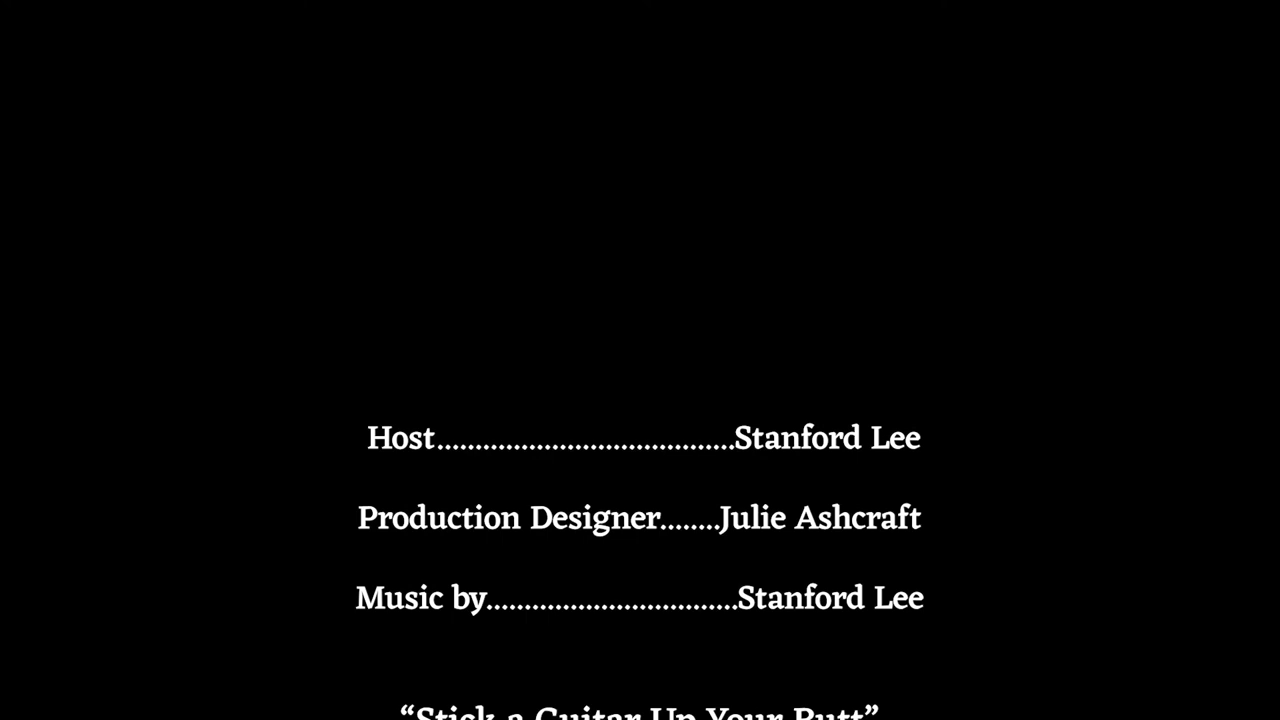 Host....................................Stanford Lee
Production Designer........Julie Ashcraft
Music by..............................Stanford Lee
“Stick a Guitar Up Your Butt”